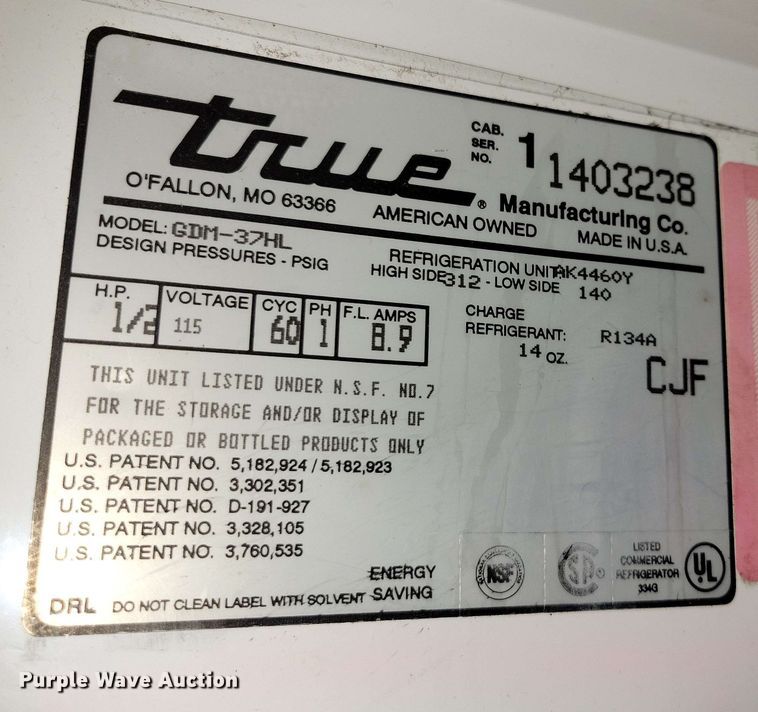 true ®
Manufacturing Co.
CAB. SER. NO. 1 1403238
O'FALLON, MO 63366 AMERICAN OWNED MADE IN U.S.A.
MODEL: GDM-37HL REFRIGERATION UNIT AK4460Y
DESIGN PRESSURES - PSIG HIGH SIDE 312 - LOW SIDE 140
H.P. VOLTAGE CYC PH F.L. AMPS
1/2 115 60 1 8.9
CHARGE
REFRIGERANT: R134A
14 OZ.
CJF
THIS UNIT LISTED UNDER N.S.F. NO.7
FOR THE STORAGE AND/OR DISPLAY OF
PACKAGED OR BOTTLED PRODUCTS ONLY
U.S. PATENT NO. 5,182,924 / 5,182,923
U.S. PATENT NO. 3,302,351
U.S. PATENT NO. D-191-927
U.S. PATENT NO. 3,328,105
U.S. PATENT NO. 3,760,535
ENERGY
SAVING
DRL DO NOT CLEAN LABEL WITH SOLVENT
NSF
SP
LISTED
COMMERCIAL
REFRIGERATOR
334G
UL
Purple Wave Auction